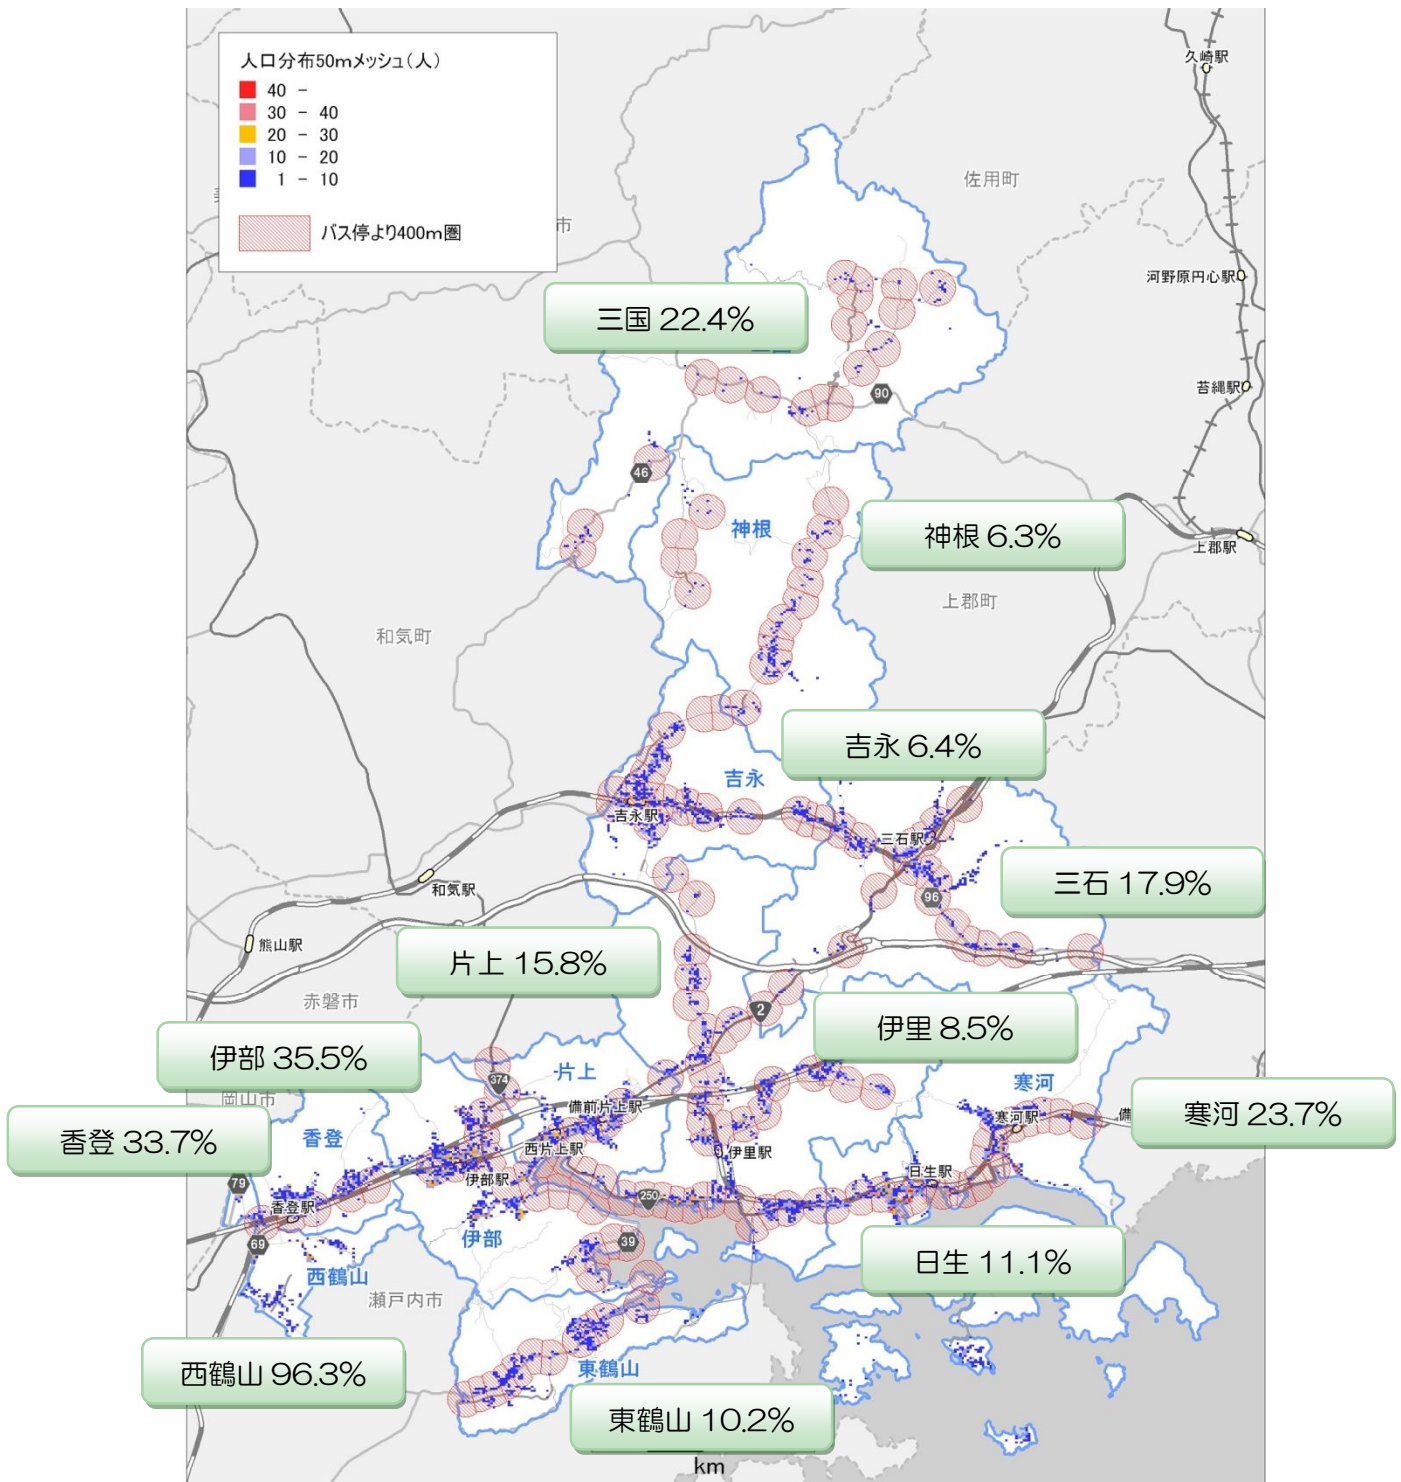 人口分布50mメッシュ(人)
40 -
30 - 40
20 - 30
10 - 20
1 - 10
バス停より400m圏
市
久崎駅
佐用町
河野原円心駅
苔縄駅
三国 22.4%
90
46
神根
神根 6.3%
上郡駅
上郡町
和気町
吉永 6.4%
吉永
吉永駅
三石駅
和気駅
三石 17.9%
96
熊山駅
片上 15.8%
赤磐市
2
伊里 8.5%
伊部 35.5%
片上
374
寒河
岡山市
備前片上駅
寒河駅
備
寒河 23.7%
香登 33.7%
香登
西片上駅
伊里駅
日生駅
伊部駅
79
250
香登駅
伊部
39
69
日生 11.1%
西鶴山
瀬戸内市
西鶴山 96.3%
東鶴山
東鶴山 10.2%
km